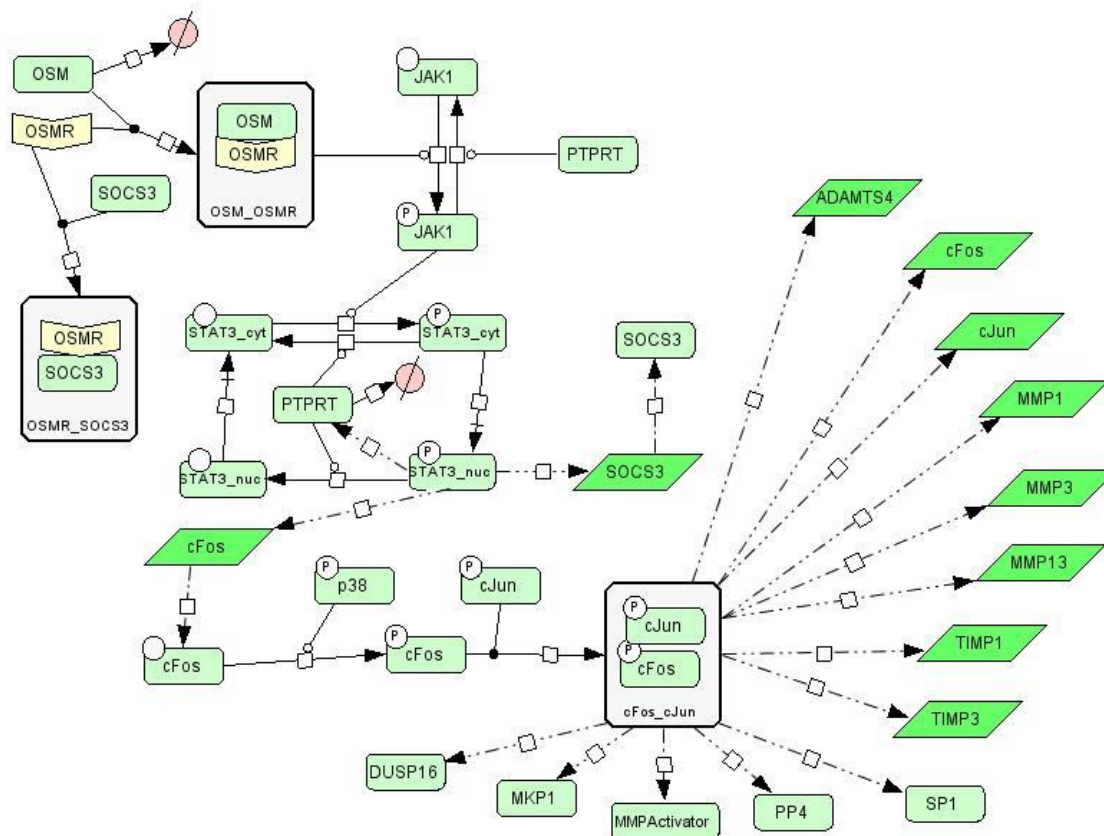 OSM
OSMR
SOCS3
OSM
OSMR
OSM_OSMR
JAK1
PTPRT
P
JAK1
ADAMTS4
cFos
cJun
MMP1
MMP3
MMP13
TIMP1
TIMP3
OSMR
SOCS3
OSMR_SOCS3
STAT3_cyt
P
STAT3_cyt
PTPRT
SOCS3
STAT3_nuc
P
STAT3_nuc
SOCS3
cFos
P
p38
P
cJun
cFos
P
cFos
P
cJun
P
cFos
cFos_cJun
DUSP16
MKP1
MMPActivator
PP4
SP1